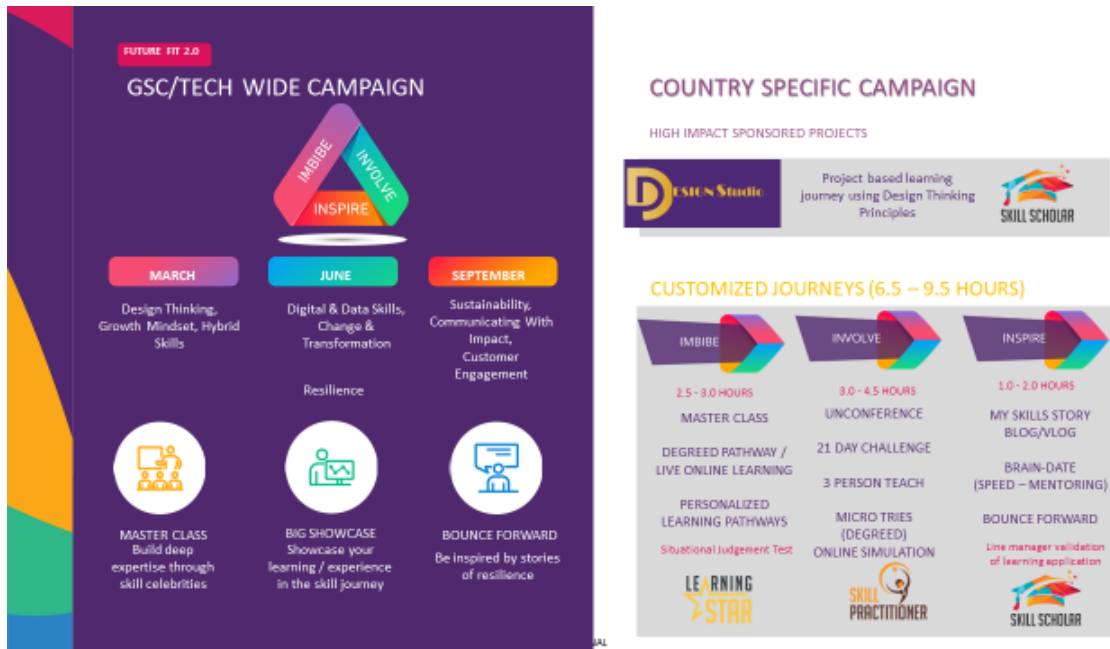 FUTURE FIT 2.0
GSC/TECH WIDE CAMPAIGN
IMBIBE
INVOLVE
INSPIRE
MARCH
Design Thinking,
Growth Mindset, Hybrid
Skills
JUNE
Digital & Data Skills,
Change &
Transformation
Resilience
SEPTEMBER
Sustainability,
Communicating With
Impact,
Customer
Engagement
MASTER CLASS
Build deep
expertise through
skill celebrities
BIG SHOWCASE
Showcase your
learning / experience
in the skill journey
BOUNCE FORWARD
Be inspired by stories
of resilience
COUNTRY SPECIFIC CAMPAIGN
HIGH IMPACT SPONSORED PROJECTS
DESIGN Studio
Project based learning
journey using Design Thinking
Principles
SKILL SCHOLAR
CUSTOMIZED JOURNEYS (6.5 – 9.5 HOURS)
IMBIBE
2.5 - 3.0 HOURS
MASTER CLASS
DEGREED PATHWAY /
LIVE ONLINE LEARNING
PERSONALIZED
LEARNING PATHWAYS
Situational Judgement Test
LEARNING
STAR
INVOLVE
3.0 - 4.5 HOURS
UNCONFERENCE
21 DAY CHALLENGE
3 PERSON TEACH
MICRO TRIES
(DEGREED)
ONLINE SIMULATION
SKILL
PRACTITIONER
INSPIRE
1.0 - 2.0 HOURS
MY SKILLS STORY
BLOG/VLOG
BRAIN-DATE
(SPEED – MENTORING)
BOUNCE FORWARD
Line manager validation
of learning application
SKILL SCHOLAR